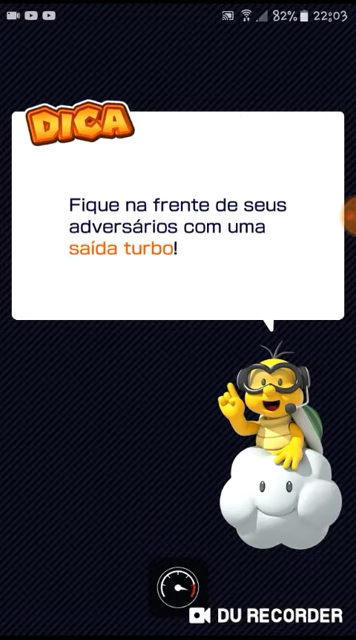 82% 22:03
DICA
Fique na frente de seus
adversários com uma
saída turbo!
DU RECORDER